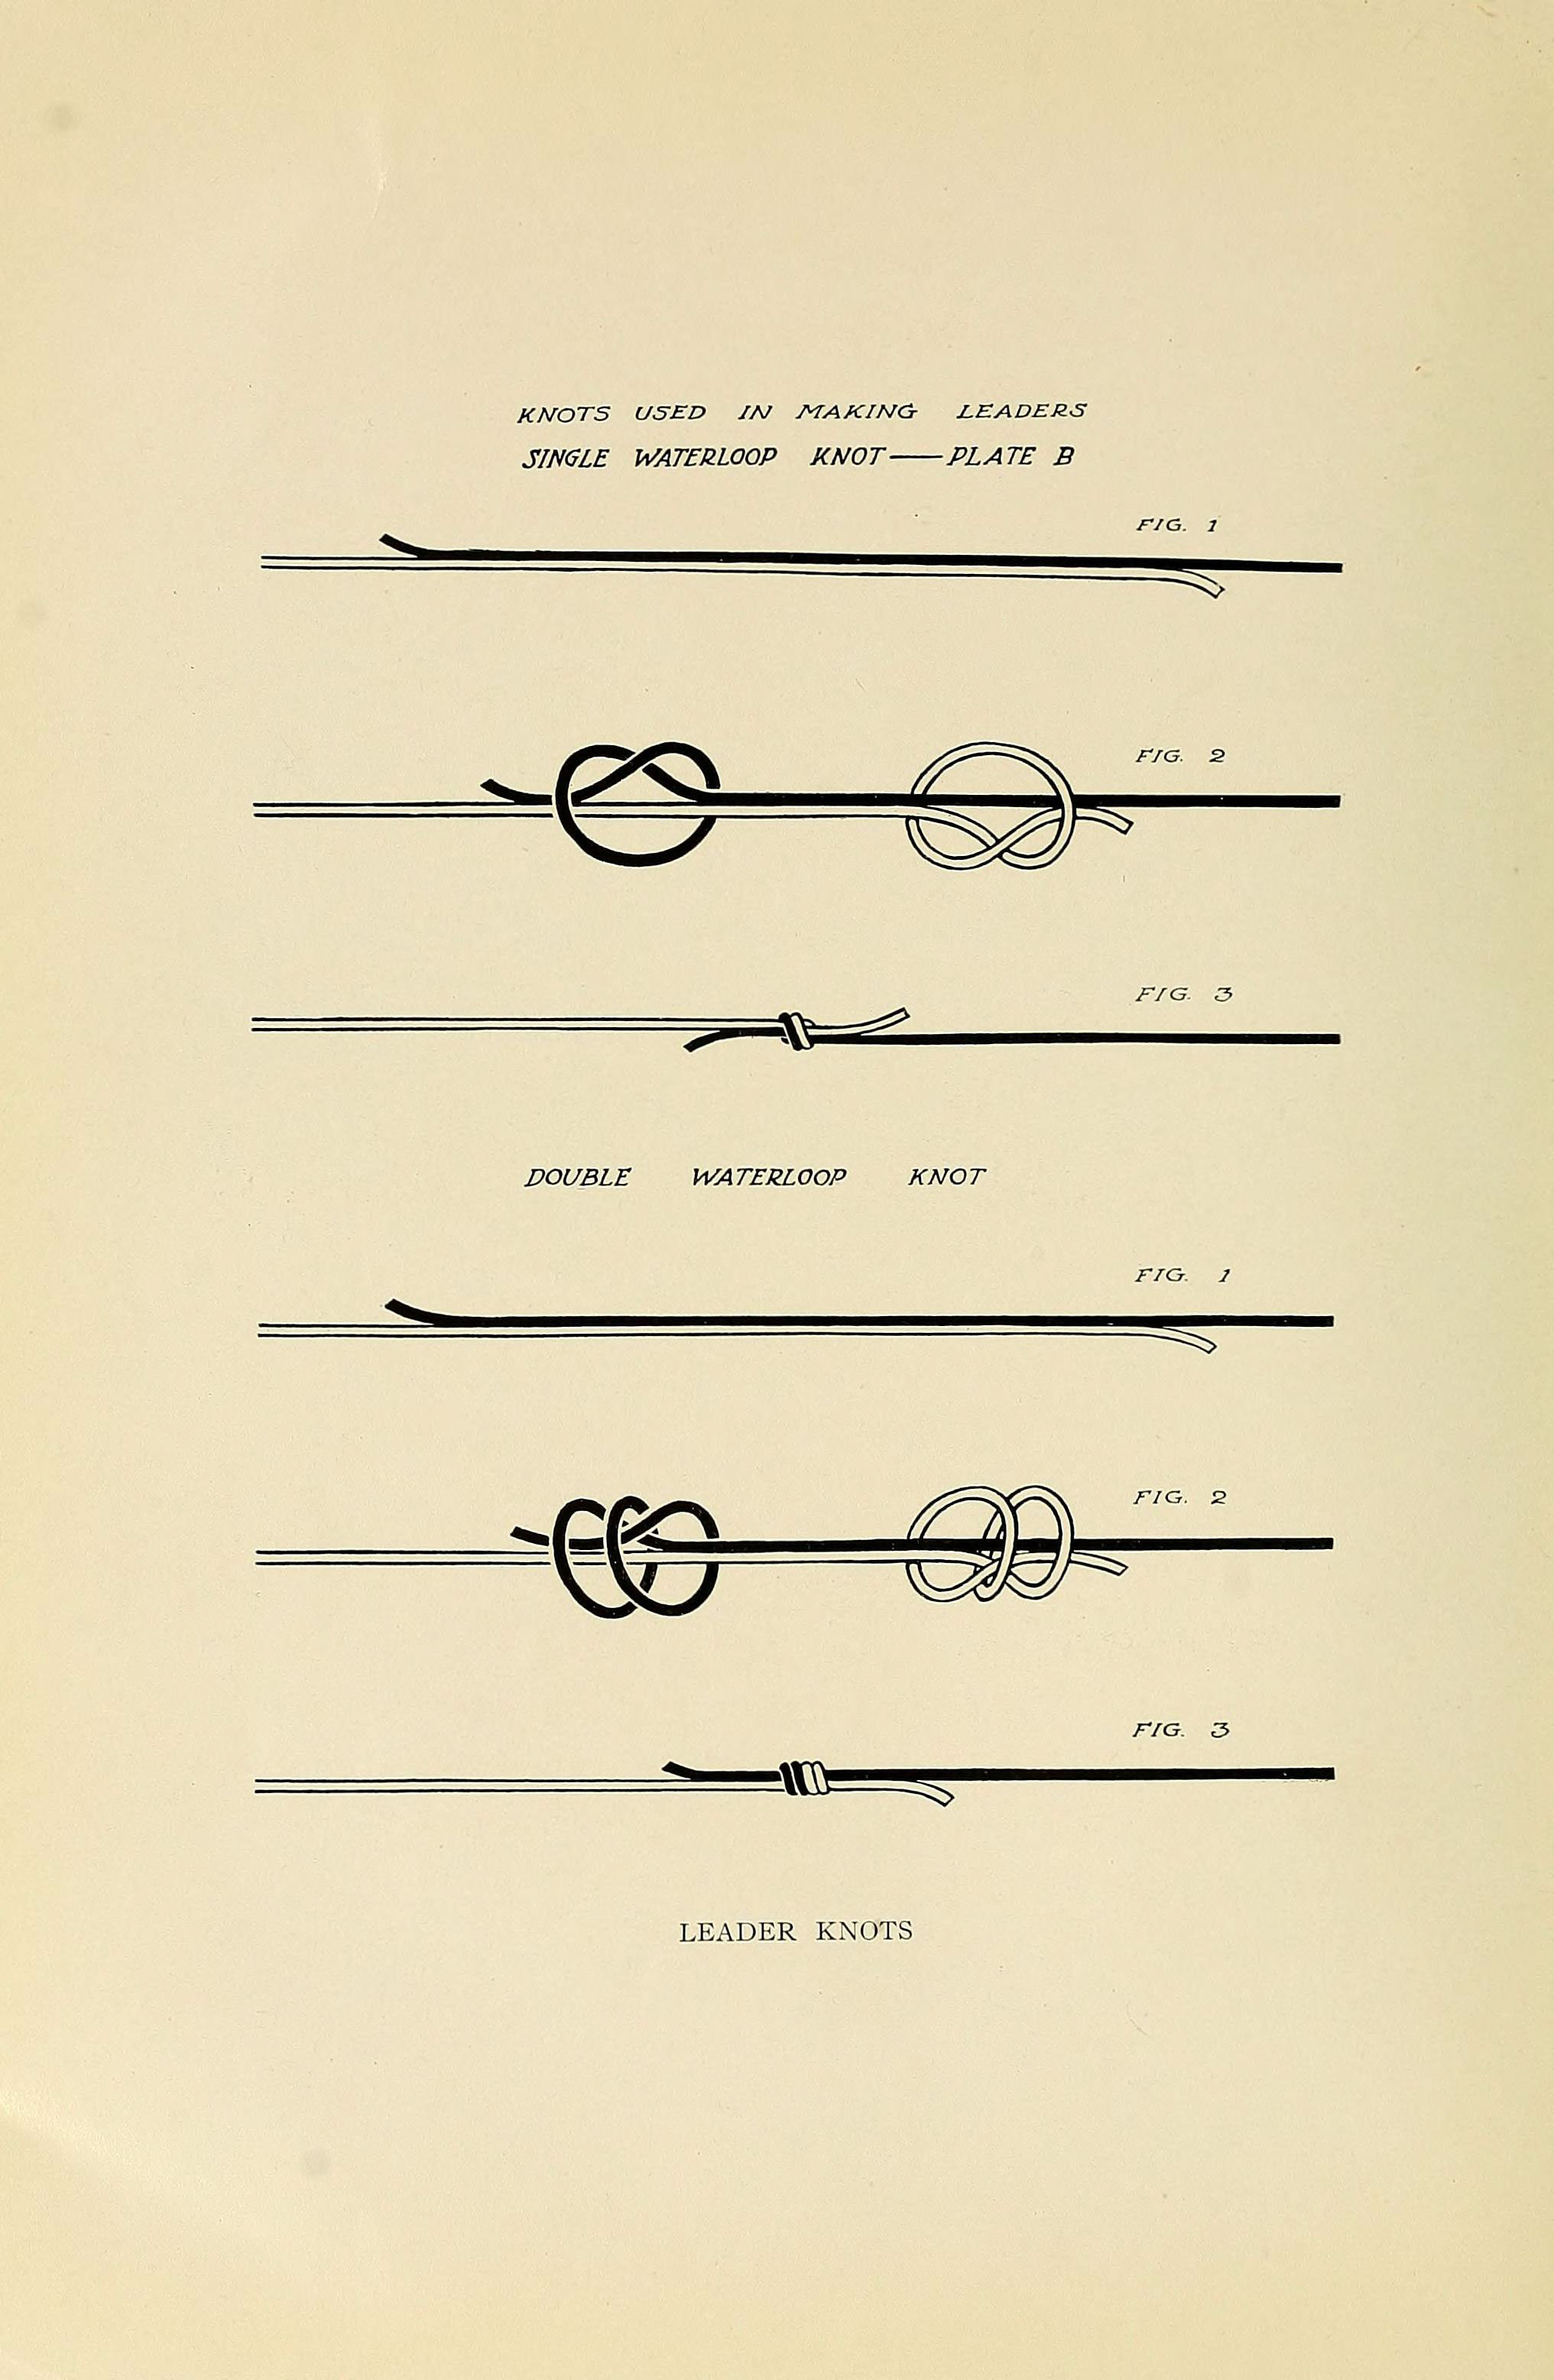 KNOTS USED IN MAKING LEADERS
SINGLE WATERLOOP KNOT—PLATE B
FIG. 1
FIG. 2
FIG. 3
DOUBLE WATERLOOP KNOT
FIG. 1
FIG. 2
FIG. 3
LEADER KNOTS